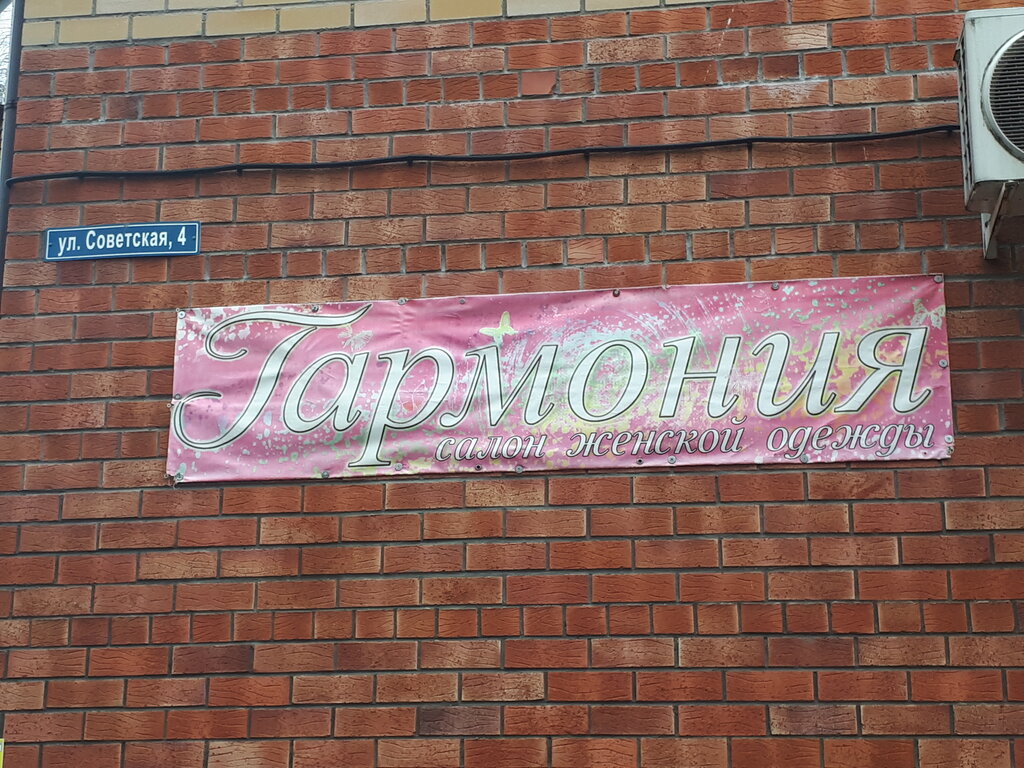 ул. Советская, 4
Гармония
салон женской одежды